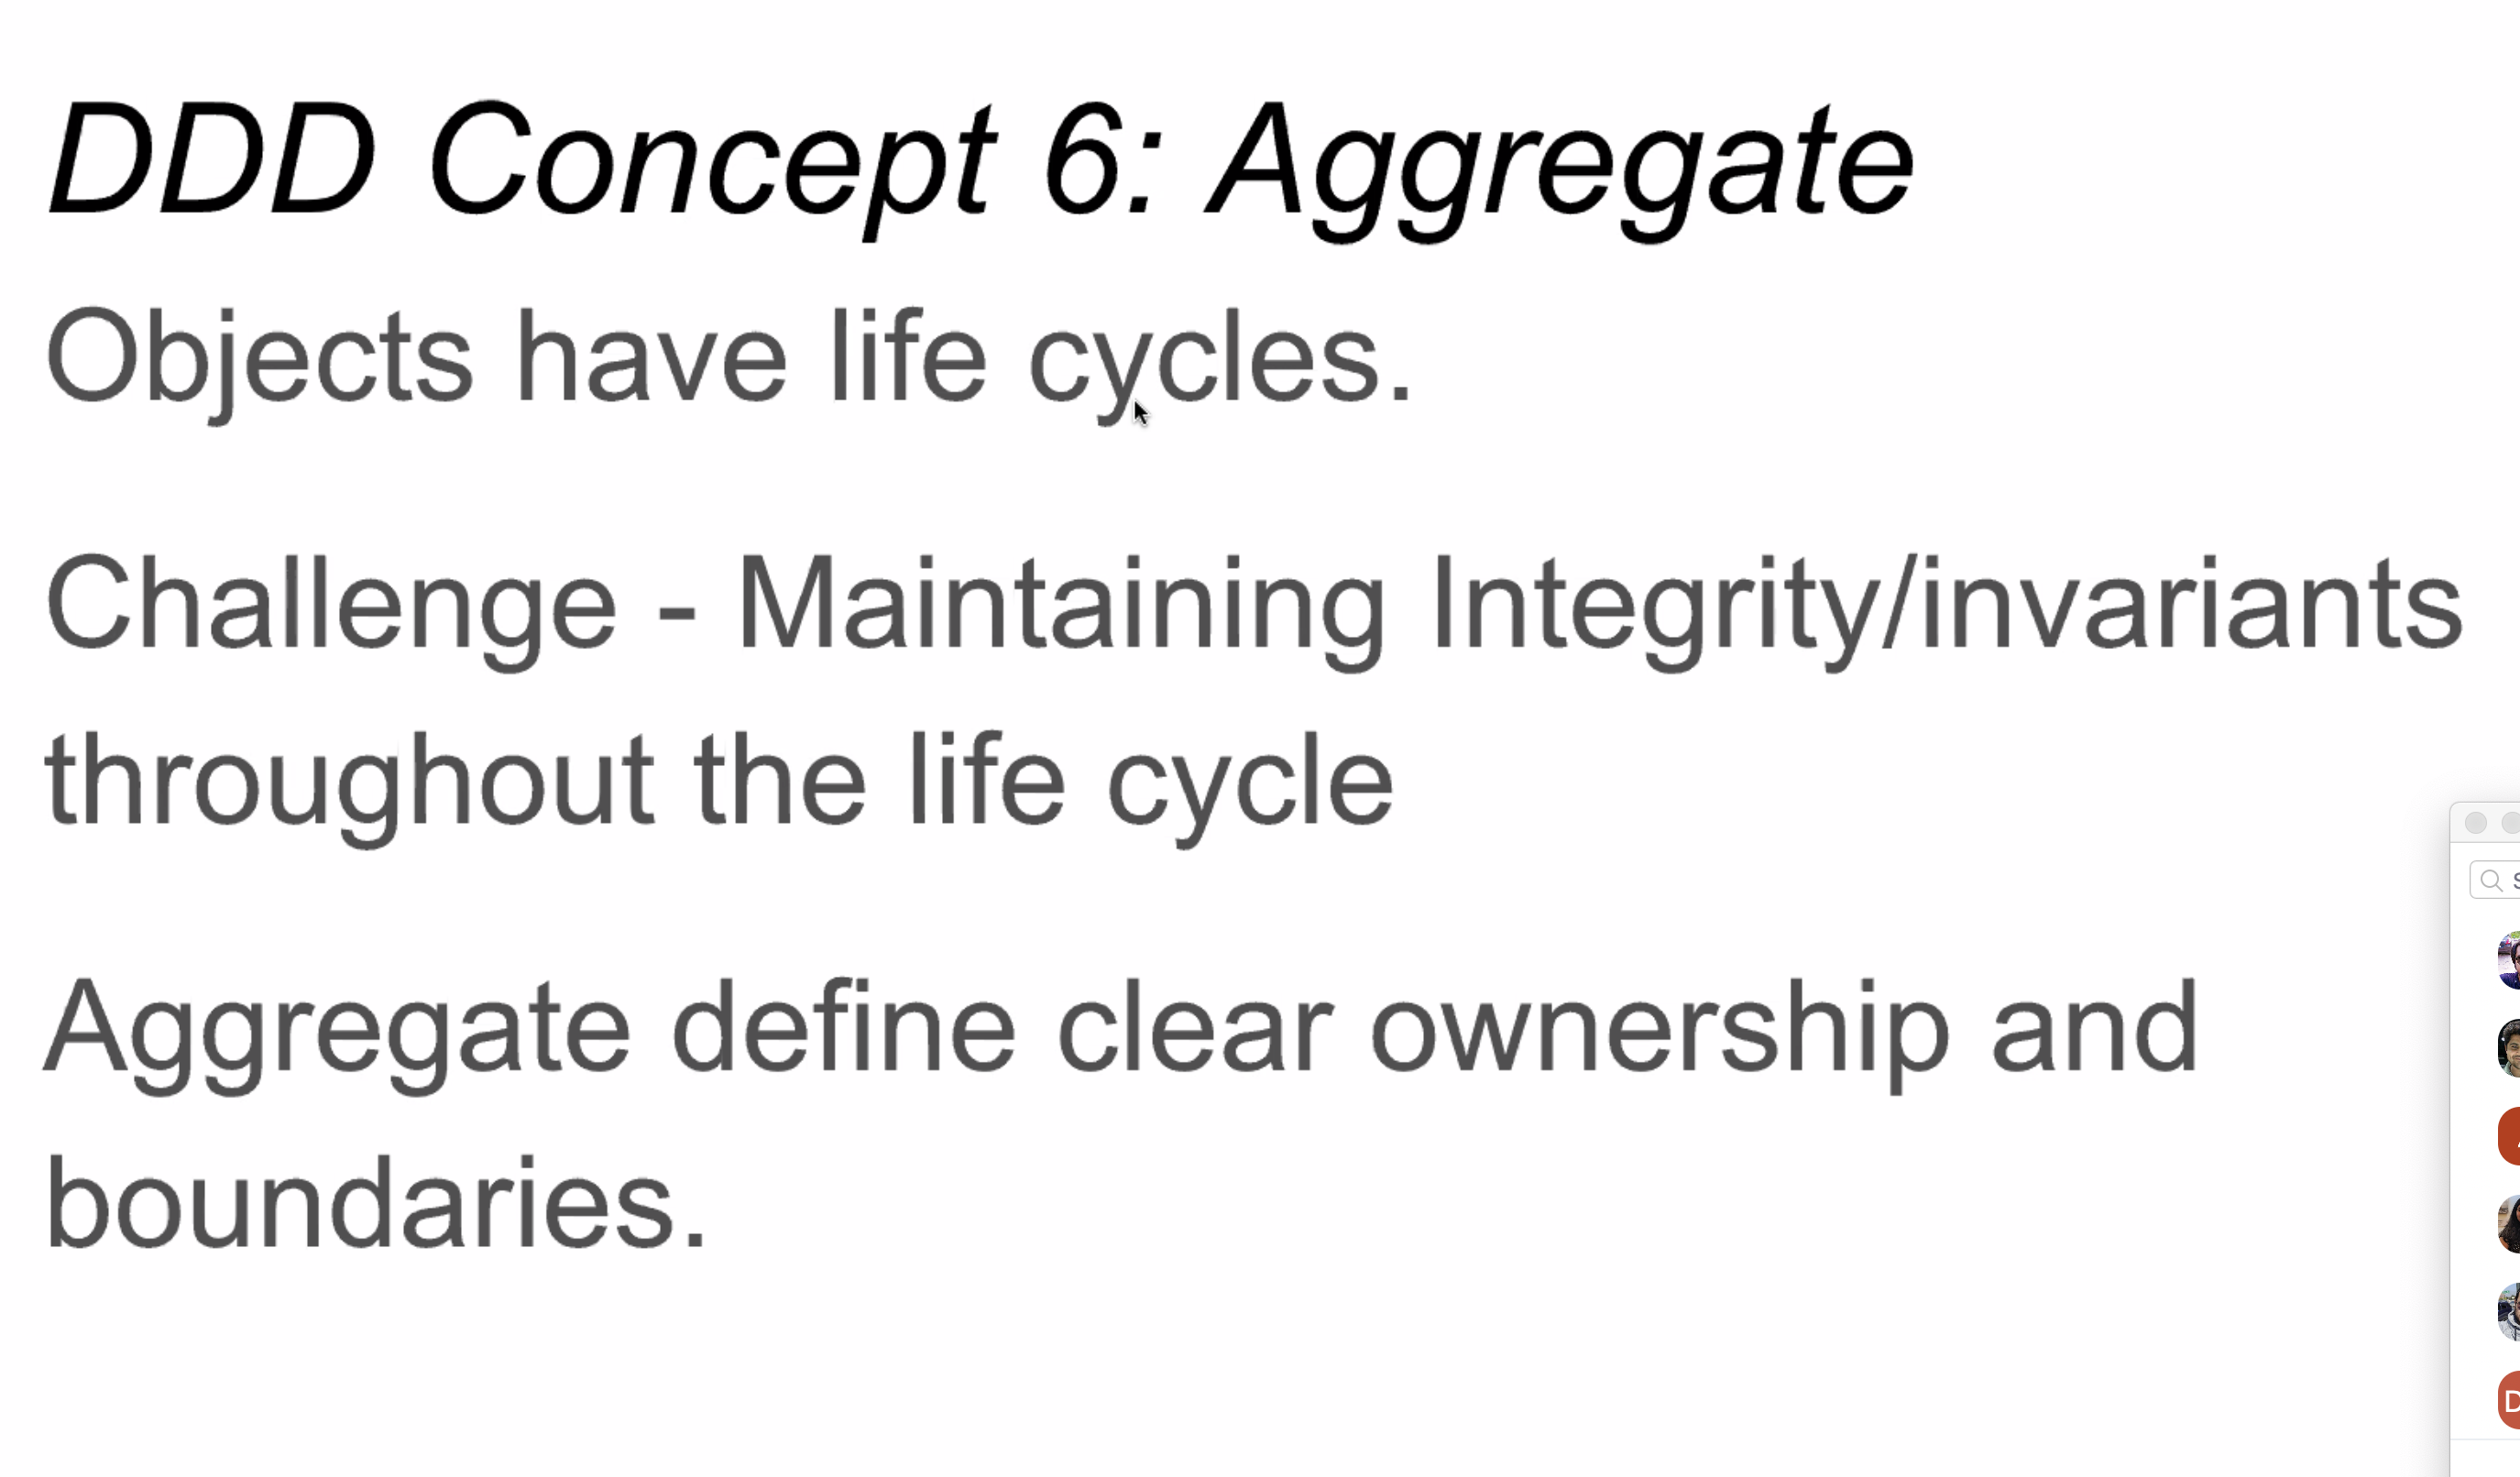 DDD Concept 6: Aggregate
Objects have life cycles.
Challenge - Maintaining Integrity/invariants
throughout the life cycle
Aggregate define clear ownership and
boundaries.
D